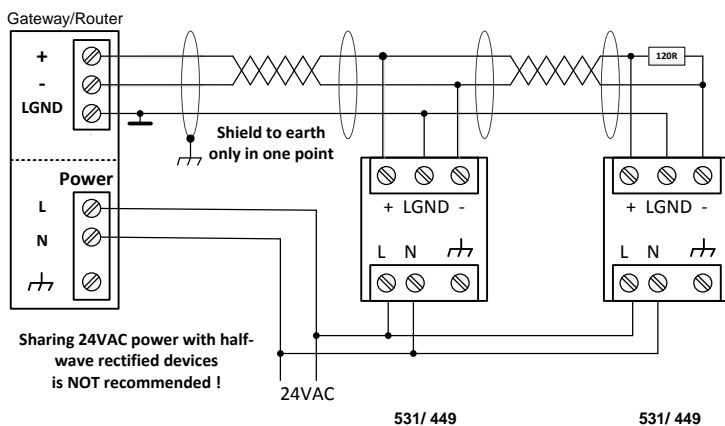 Gateway/Router
+
-
LGND
120R
Shield to earth
only in one point
Power
L
N
+ LGND -
L N
+ LGND -
L N
Sharing 24VAC power with half-
wave rectified devices
is NOT recommended !
24VAC
531/ 449
531/ 449